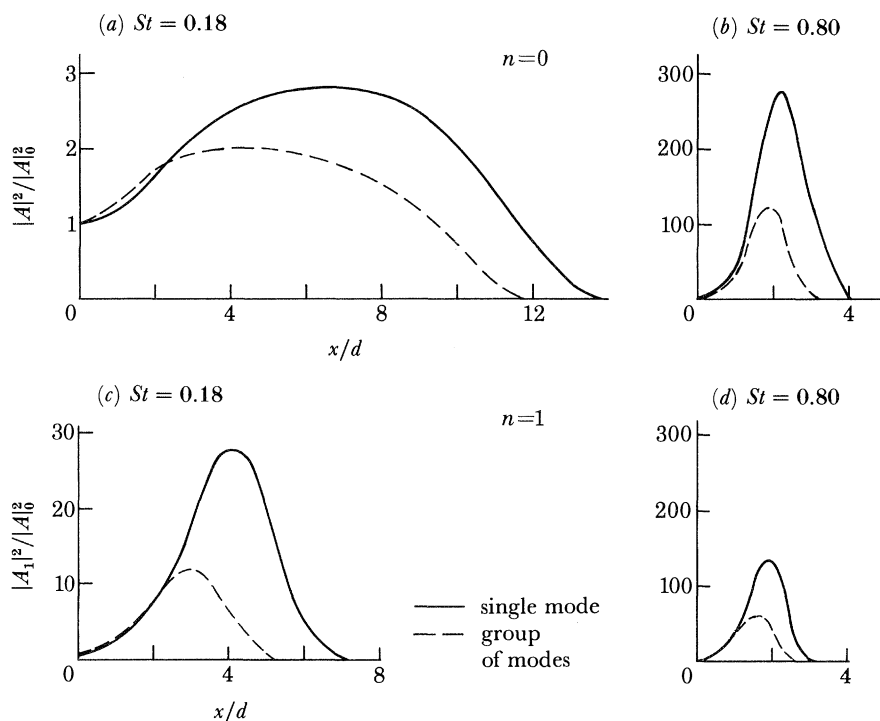 (a) St = 0.18
n=0
3
2
1
|A|²/|A|₀²
0
4
8
12
x/d
(b) St = 0.80
300
200
100
0
4
(c) St = 0.18
n=1
30
20
10
|A₁|²/|A|₀²
0
4
8
x/d
single mode
group
of modes
(d) St = 0.80
300
200
100
0
4